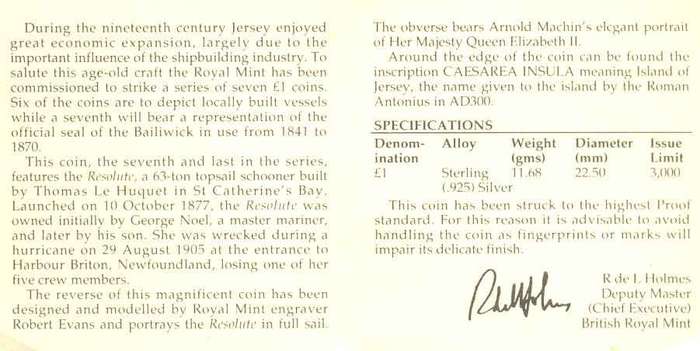 During the nineteenth century Jersey enjoyed
great economic expansion, largely due to the
important influence of the shipbuilding industry. To
salute this age-old craft the Royal Mint has been
commissioned to strike a series of seven £1 coins.
Six of the coins are to depict locally built vessels
while a seventh will bear a representation of the
official seal of the Bailiwick in use from 1841 to
1870.
This coin, the seventh and last in the series,
features the Resolute, a 63-ton topsail schooner built
by Thomas Le Huquet in St Catherine's Bay.
Launched on 10 October 1877, the Resolute was
owned initially by George Noel, a master mariner,
and later by his son. She was wrecked during a
hurricane on 29 August 1905 at the entrance to
Harbour Briton, Newfoundland, losing one of her
five crew members.
The reverse of this magnificent coin has been
designed and modelled by Royal Mint engraver
Robert Evans and portrays the Resolute in full sail.
The obverse bears Arnold Machin's elegant portrait
of Her Majesty Queen Elizabeth II.
Around the edge of the coin can be found the
inscription CAESAREA INSULA meaning Island of
Jersey, the name given to the island by the Roman
Antonius in AD300.
SPECIFICATIONS
Denom- Alloy Weight Diameter Issue
ination (gms) (mm) Limit
£1 Sterling 11.68 22.50 3,000
(.925) Silver
This coin has been struck to the highest Proof
standard. For this reason it is advisable to avoid
handling the coin as fingerprints or marks will
impair its delicate finish.
R de L Holmes
Deputy Master
(Chief Executive)
British Royal Mint